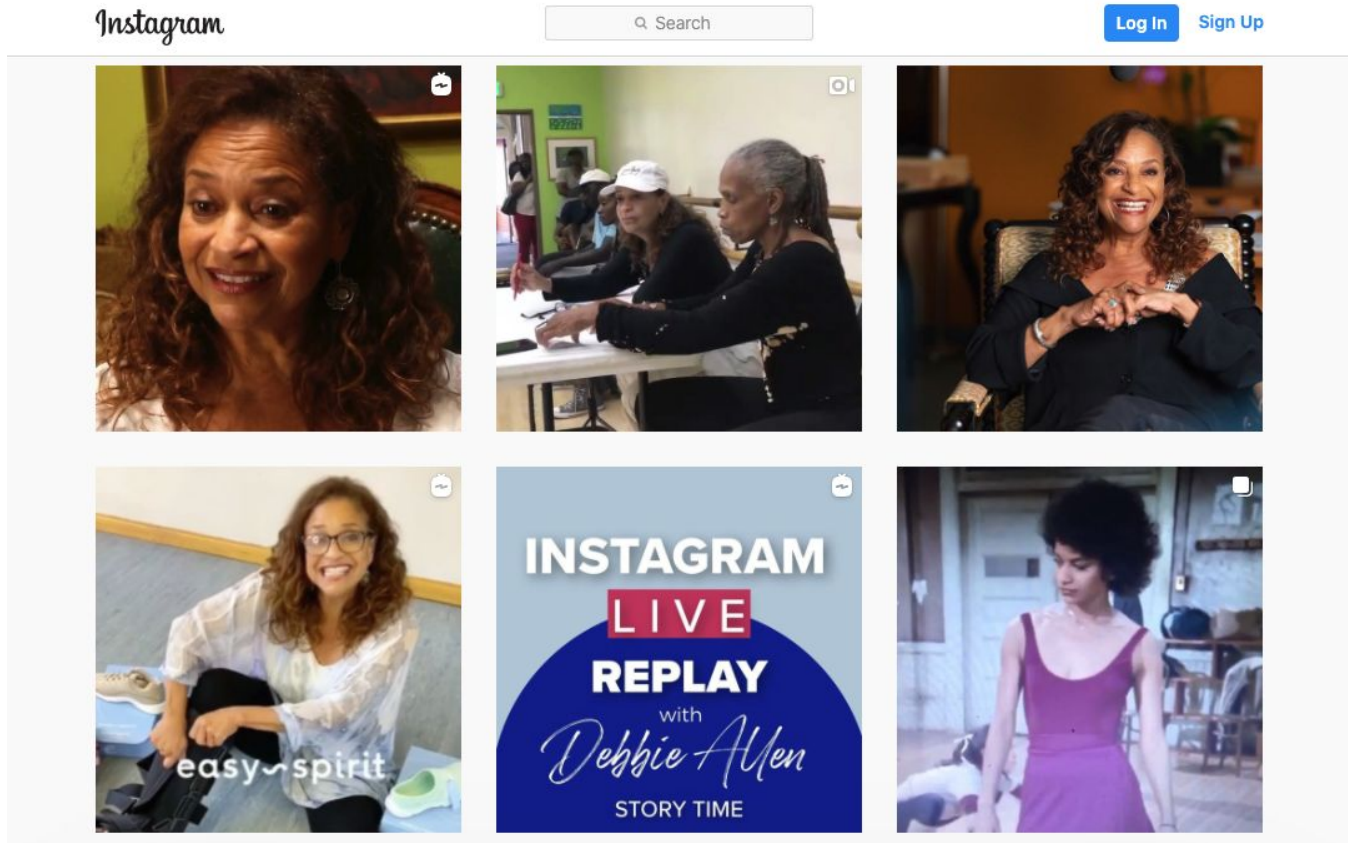 Instagram
Search
Log In
Sign Up
easy spirit
INSTAGRAM
LIVE
REPLAY
with
Debbie Allen
STORY TIME